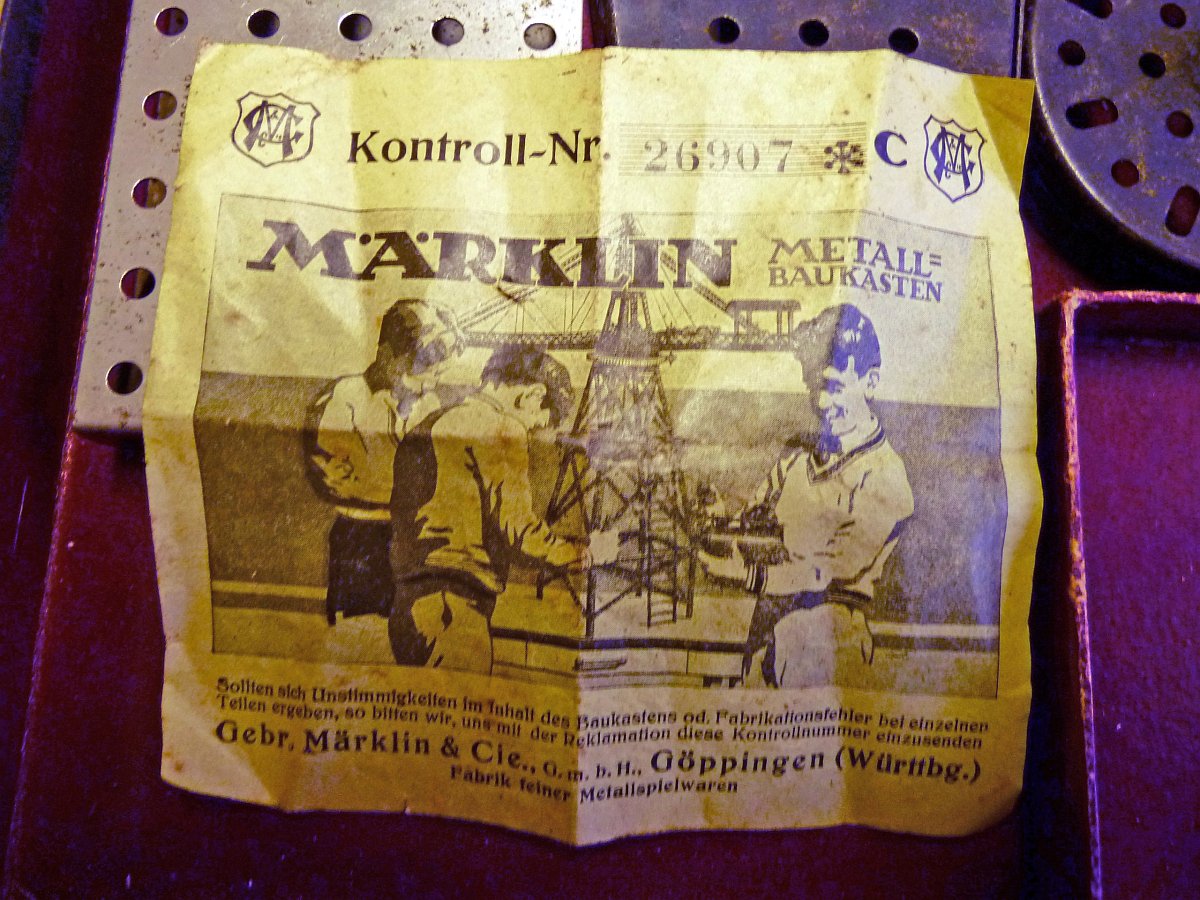 Kontroll-Nr. 26907 ✻ C
MÄRKLIN METALL=
BAUKASTEN
Sollten sich Unstimmigkeiten im Inhalt des Baukastens od. Fabrikationsfehler bei einzelnen
Teilen ergeben, so bitten wir, uns mit der Reklamation diese Kontrollnummer einzusenden
Gebr. Märklin & Cie., G. m. b. H., Göppingen (Württbg.)
Fabrik feiner Metallspielwaren